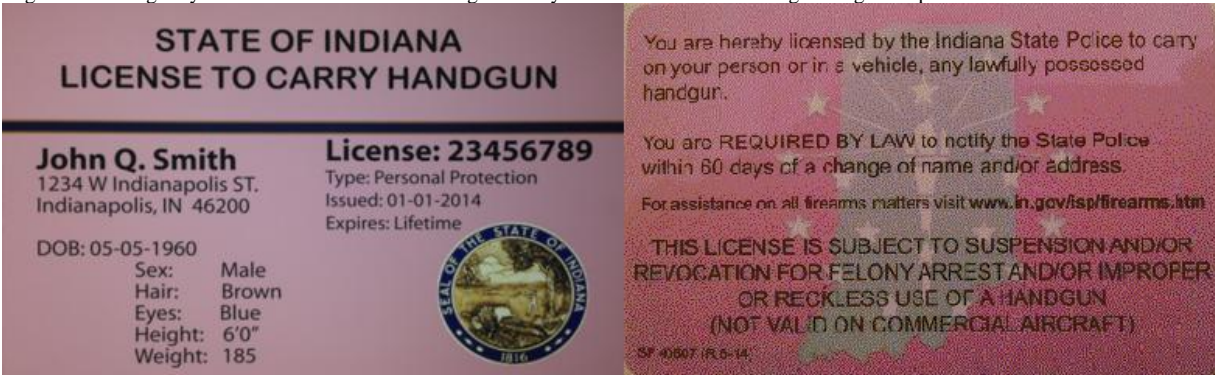 STATE OF INDIANA
LICENSE TO CARRY HANDGUN
John Q. Smith
1234 W Indianapolis ST.
Indianapolis, IN 46200
License: 23456789
Type: Personal Protection
Issued: 01-01-2014
Expires: Lifetime
DOB: 05-05-1960
Sex: Male
Hair: Brown
Eyes: Blue
Height: 6'0"
Weight: 185
SEAL OF THE STATE OF INDIANA
1816
You are hereby licensed by the Indiana State Police to carry
on your person or in a vehicle, any lawfully possessed
handgun.
You are REQUIRED BY LAW to notify the State Police
within 60 days of a change of name and/or address.
For assistance on all firearms matters visit www.in.gov/isp/firearms.htm
THIS LICENSE IS SUBJECT TO SUSPENSION AND/OR
REVOCATION FOR FELONY ARREST AND/OR IMPROPER
OR RECKLESS USE OF A HANDGUN
(NOT VALID ON COMMERCIAL AIRCRAFT)